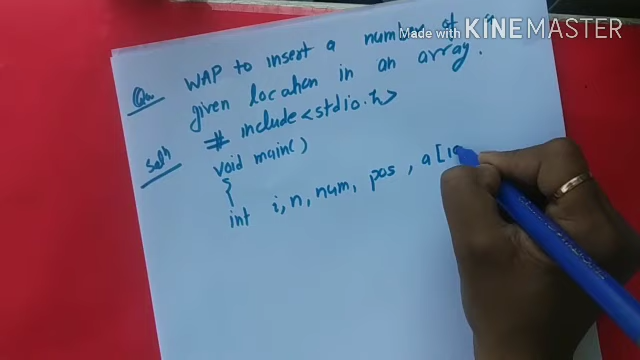 Made with KINEMASTER
Qn WAP to insert a number at a
given location in an array.
Soln # include<stdio.h>
void main()
{
int i, n, num, pos, a[10